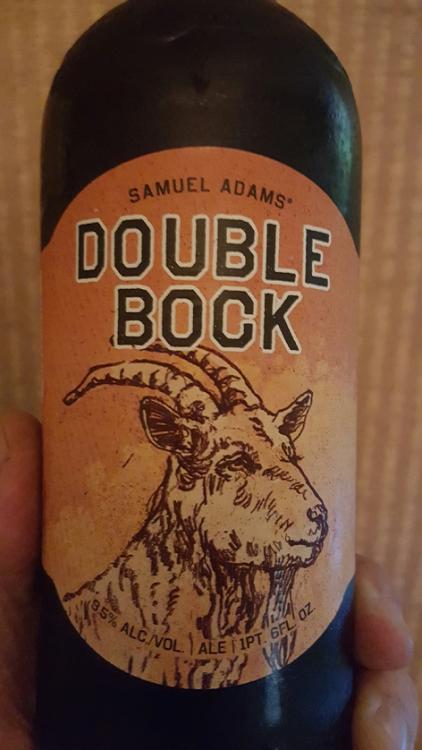 SAMUEL ADAMS®
DOUBLE
BOCK
9.5% ALC/VOL. | ALE | 1PT. 6FL. OZ